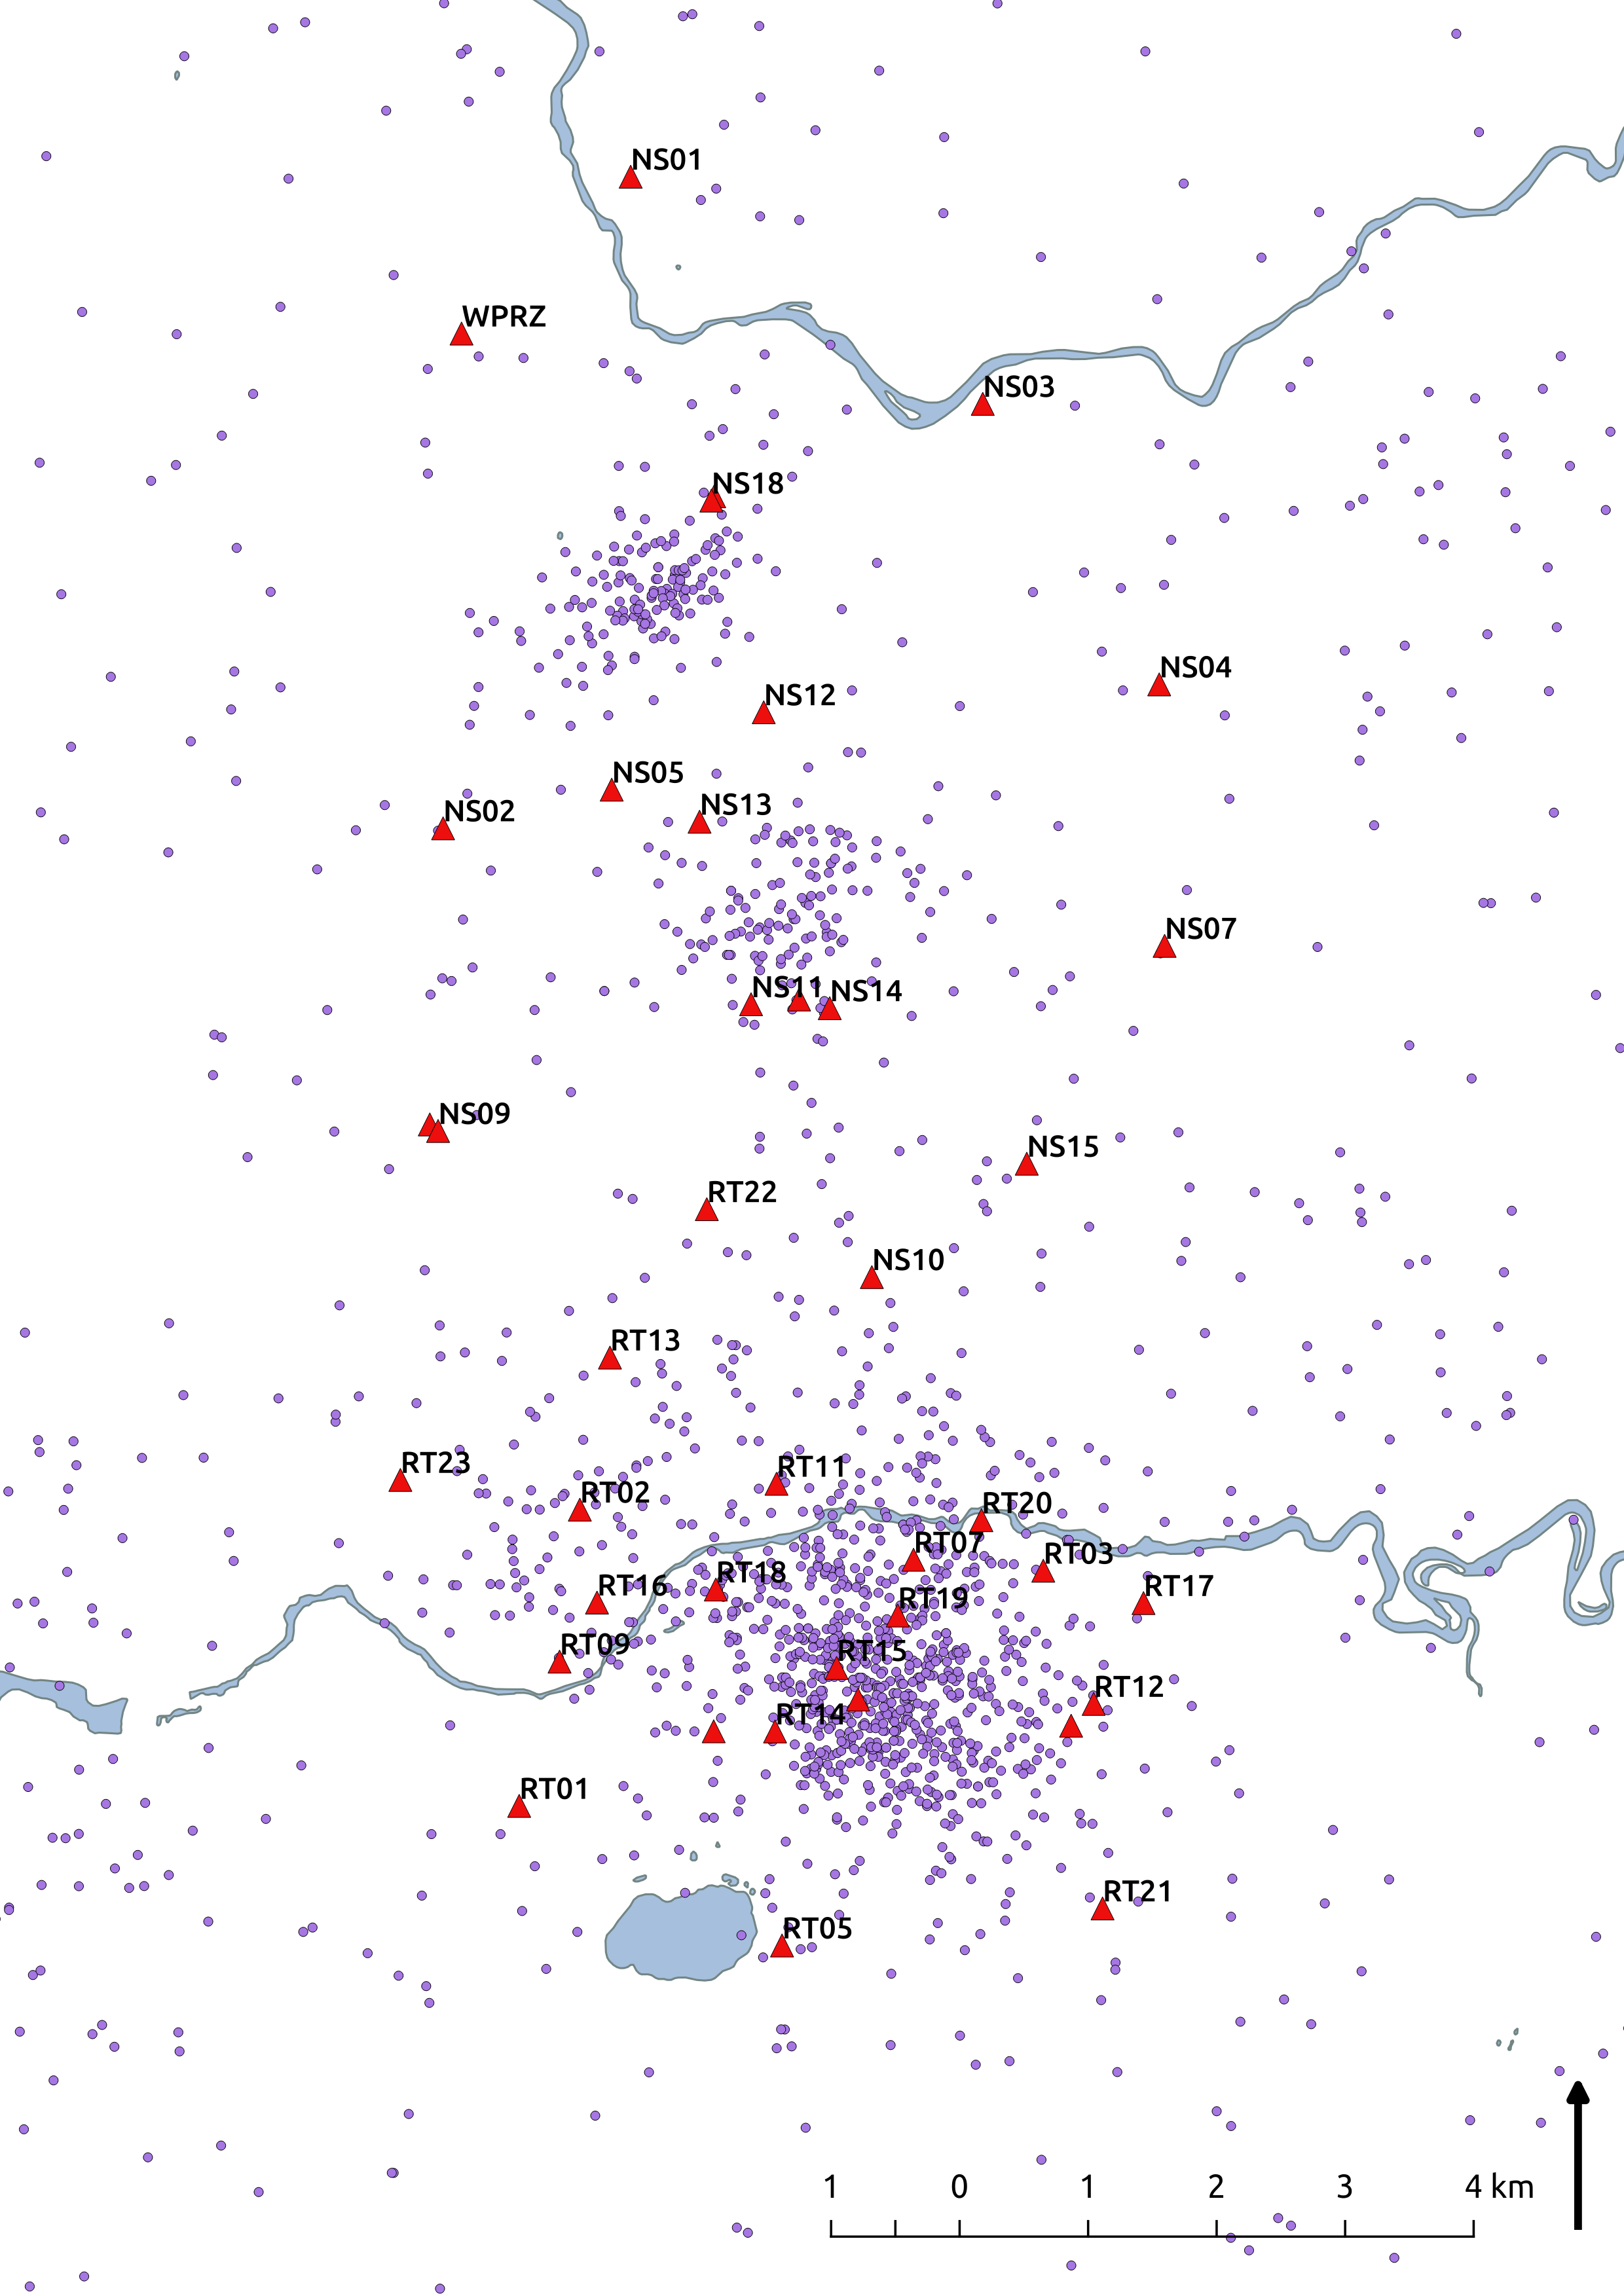 NS01
WPRZ
NS03
NS18
NS04
NS12
NS05
NS13
NS02
NS07
NS11
NS14
NS09
NS15
RT22
NS10
RT13
RT23
RT11
RT02
RT20
RT07
RT03
RT18
RT16
RT17
RT19
RT09
RT15
RT12
RT14
RT01
RT21
RT05
1 0 1 2 3 4 km